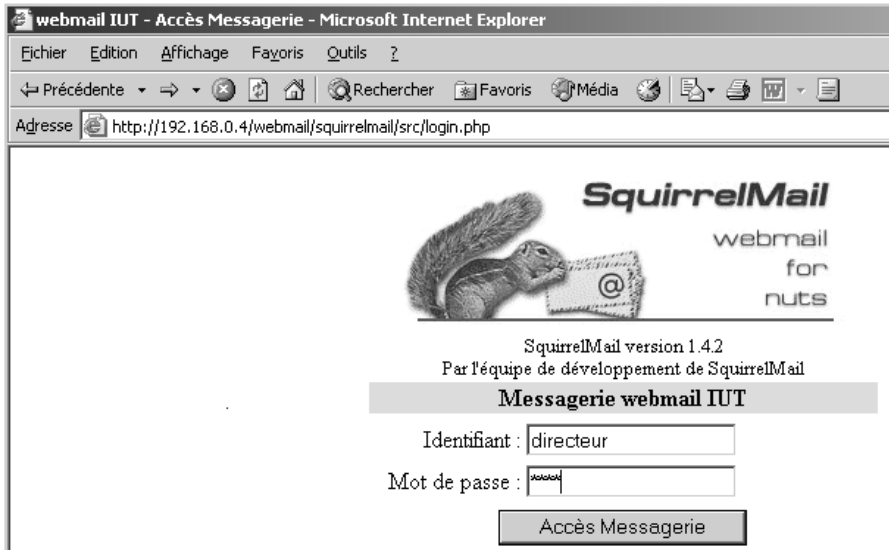 webmail IUT - Accès Messagerie - Microsoft Internet Explorer
Fichier Edition Affichage Favoris Outils ?
Précédente Rechercher Favoris Média
Adresse http://192.168.0.4/webmail/squirrelmail/src/login.php
SquirrelMail
webmail
for
nuts
@
SquirrelMail version 1.4.2
Par l'équipe de développement de SquirrelMail
Messagerie webmail IUT
Identifiant : directeur
Mot de passe : *****
Accès Messagerie